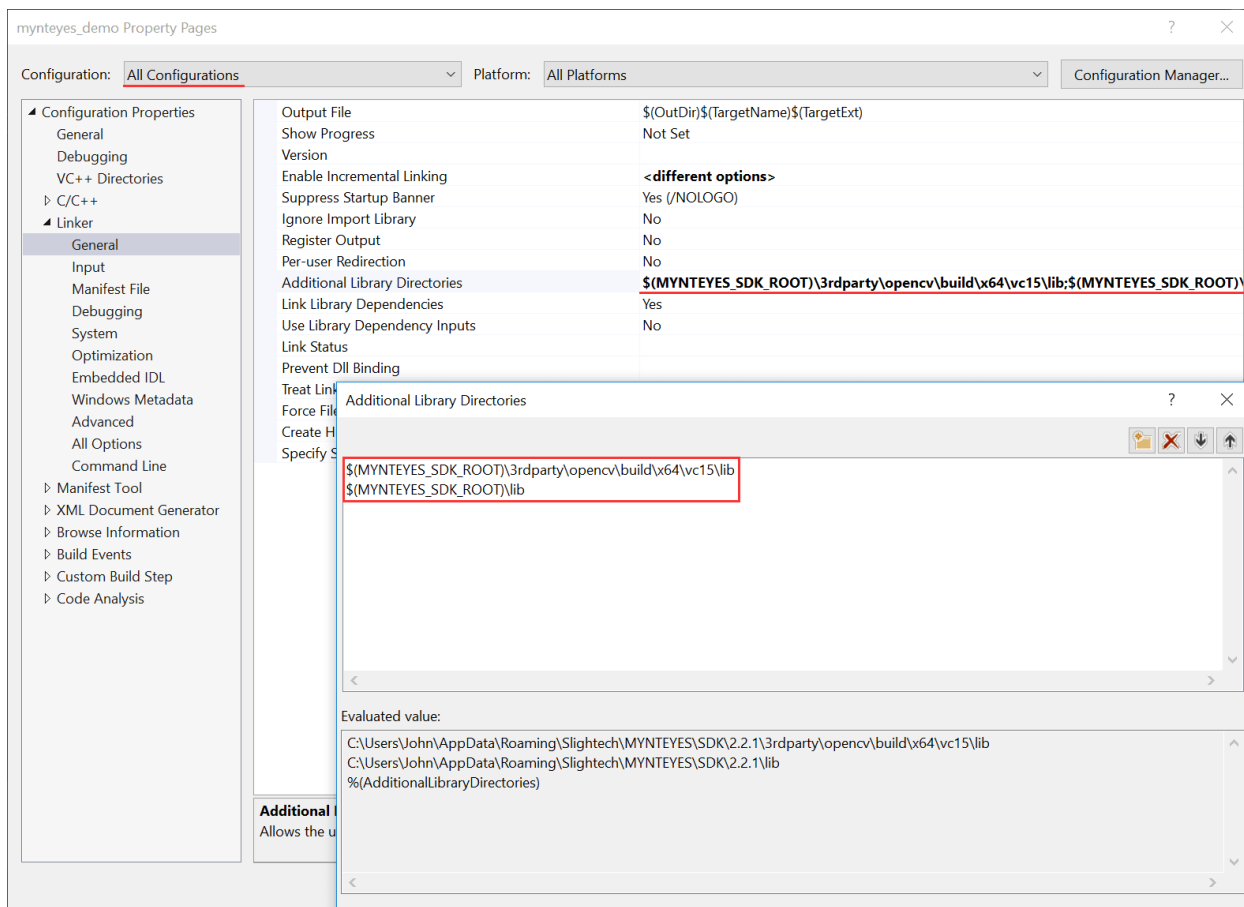 mynteyes_demo Property Pages
Configuration: All Configurations Platform: All Platforms Configuration Manager...
Configuration Properties
General
Debugging
VC++ Directories
C/C++
Linker
General
Input
Manifest File
Debugging
System
Optimization
Embedded IDL
Windows Metadata
Advanced
All Options
Command Line
Manifest Tool
XML Document Generator
Browse Information
Build Events
Custom Build Step
Code Analysis
Output File $(OutDir)$(TargetName)$(TargetExt)
Show Progress Not Set
Version
Enable Incremental Linking <different options>
Suppress Startup Banner Yes (/NOLOGO)
Ignore Import Library No
Register Output No
Per-user Redirection No
Additional Library Directories $(MYNTEYES_SDK_ROOT)\3rdparty\opencv\build\x64\vc15\lib;$(MYNTEYES_SDK_ROOT)\
Link Library Dependencies Yes
Use Library Dependency Inputs No
Link Status
Prevent Dll Binding
Treat Link
Force File
Create H
Specify S
Additional
Allows the u
Additional Library Directories
$(MYNTEYES_SDK_ROOT)\3rdparty\opencv\build\x64\vc15\lib
$(MYNTEYES_SDK_ROOT)\lib
Evaluated value:
C:\Users\John\AppData\Roaming\Slightech\MYNTEYES\SDK\2.2.1\3rdparty\opencv\build\x64\vc15\lib
C:\Users\John\AppData\Roaming\Slightech\MYNTEYES\SDK\2.2.1\lib
%(AdditionalLibraryDirectories)